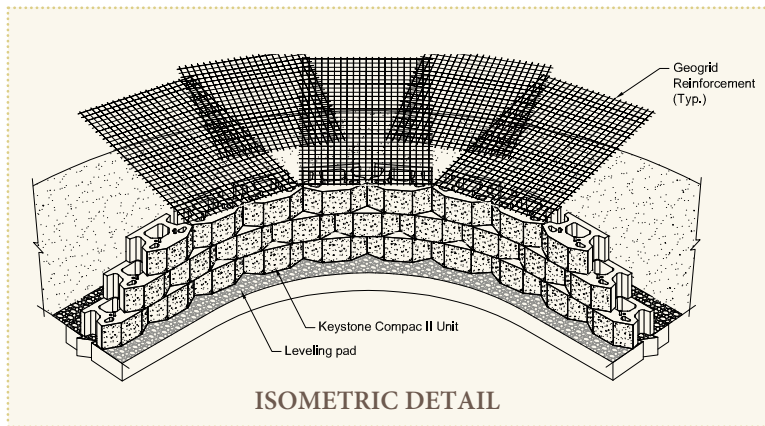 Geogrid
Reinforcement
(Typ.)
Keystone Compac II Unit
Leveling pad
ISOMETRIC DETAIL